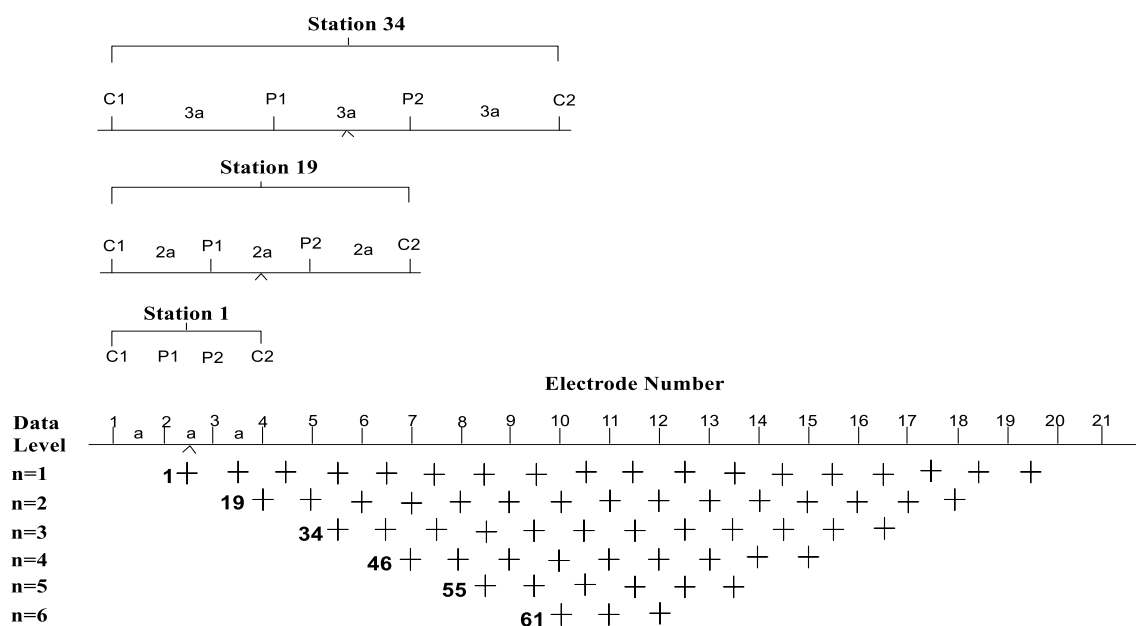 Station 34
C1 3a P1 3a P2 3a C2
Station 19
C1 2a P1 2a P2 2a C2
Station 1
C1 P1 P2 C2
Electrode Number
Data Level
1 2 3 4 5 6 7 8 9 10 11 12 13 14 15 16 17 18 19 20 21
a a a
n=1 1
n=2 19
n=3 34
n=4 46
n=5 55
n=6 61